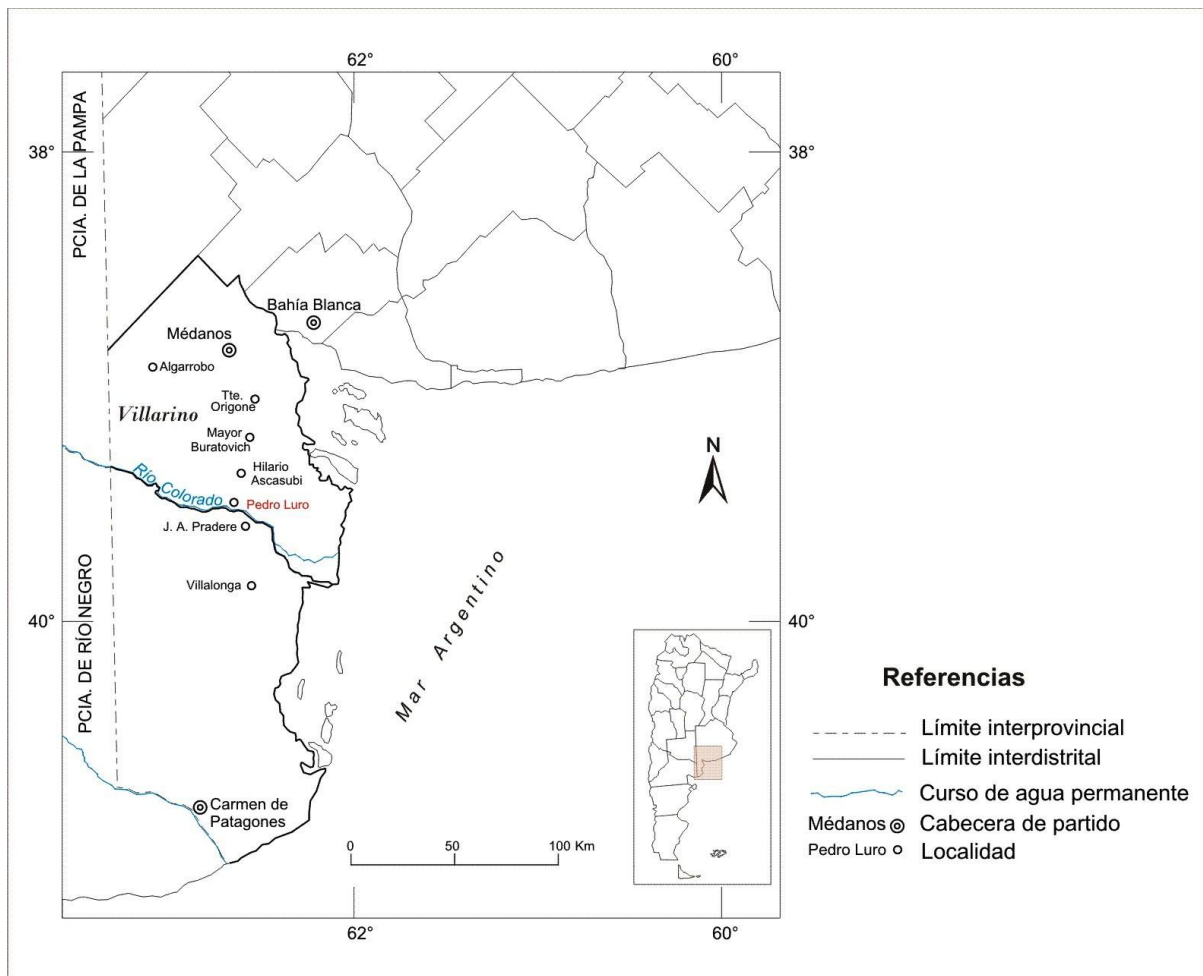 62°
60°
38°
38°
PCIA. DE LA PAMPA
Bahía Blanca
Médanos
Algarrobo
Tte.
Origone
Villarino
Mayor
Buratovich
Hilario
Ascasubi
Río Colorado
Pedro Luro
J. A. Pradere
Villalonga
N
PCIA. DE RÍO NEGRO
40°
40°
Mar Argentino
Carmen de
Patagones
0 50 100 Km
62°
60°
Referencias
Límite interprovincial
Límite interdistrital
Curso de agua permanente
Médanos Cabecera de partido
Pedro Luro Localidad